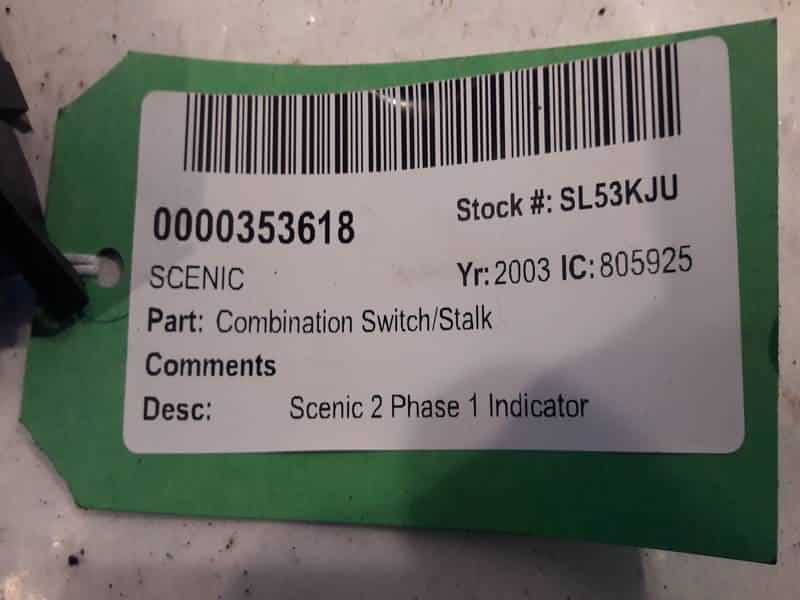 0000353618
Stock #: SL53KJU
SCENIC
Yr: 2003 IC: 805925
Part: Combination Switch/Stalk
Comments
Desc: Scenic 2 Phase 1 Indicator